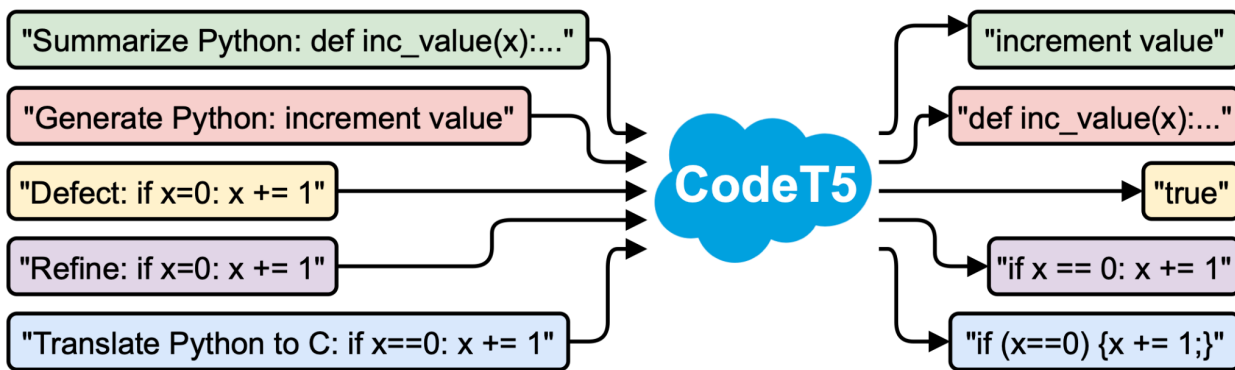 "Summarize Python: def inc_value(x):..."
"increment value"
"Generate Python: increment value"
"def inc_value(x):..."
CodeT5
"Defect: if x=0: x += 1"
"true"
"Refine: if x=0: x += 1"
"if x == 0: x += 1"
"Translate Python to C: if x==0: x += 1"
"if (x==0) {x += 1;}"